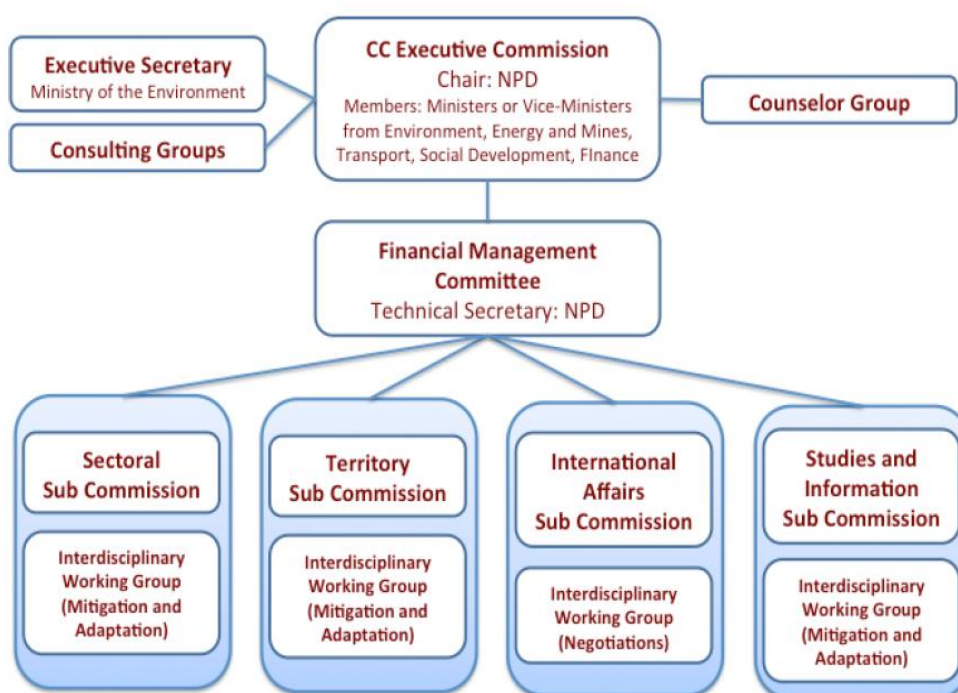 Executive Secretary
Ministry of the Environment
Consulting Groups
CC Executive Commission
Chair: NPD
Members: Ministers or Vice-Ministers
from Environment, Energy and Mines,
Transport, Social Development, FInance
Counselor Group
Financial Management
Committee
Technical Secretary: NPD
Sectoral
Sub Commission
Interdisciplinary
Working Group
(Mitigation and
Adaptation)
Territory
Sub Commission
Interdisciplinary
Working Group
(Mitigation and
Adaptation)
International
Affairs
Sub Commission
Interdisciplinary
Working Group
(Negotiations)
Studies and
Information
Sub Commission
Interdisciplinary
Working Group
(Mitigation and
Adaptation)